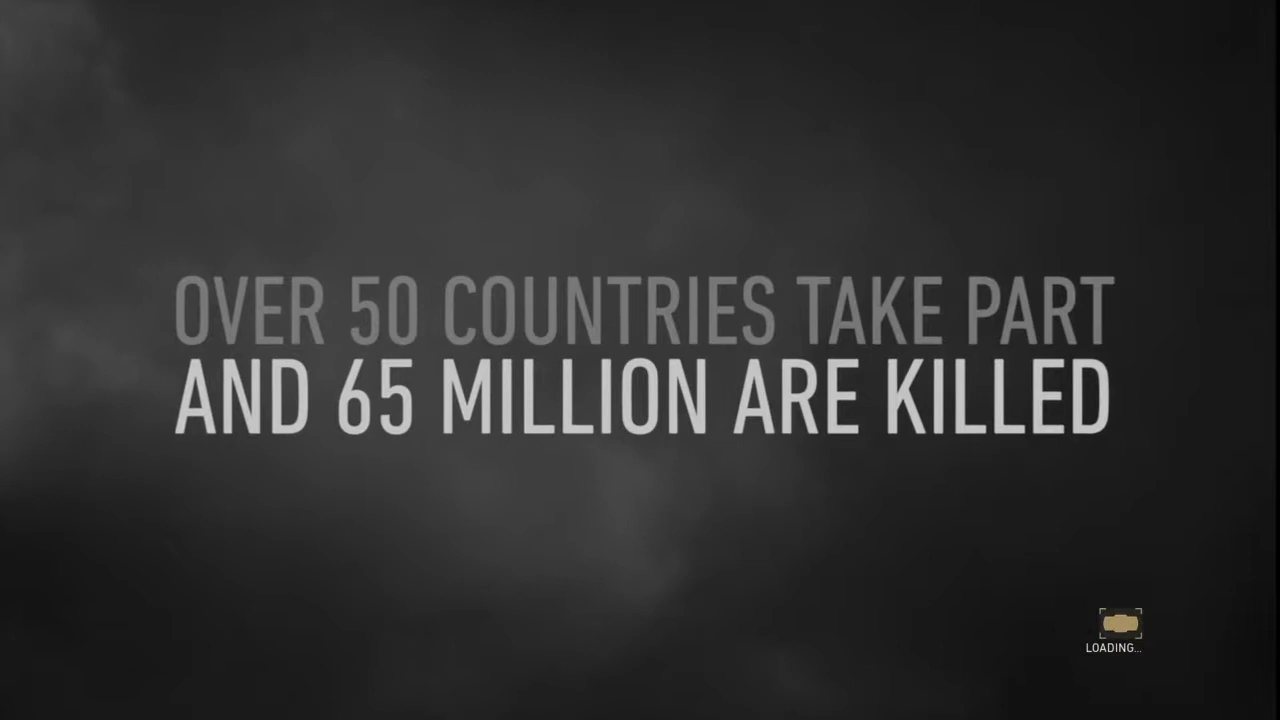 OVER 50 COUNTRIES TAKE PART
AND 65 MILLION ARE KILLED
LOADING...